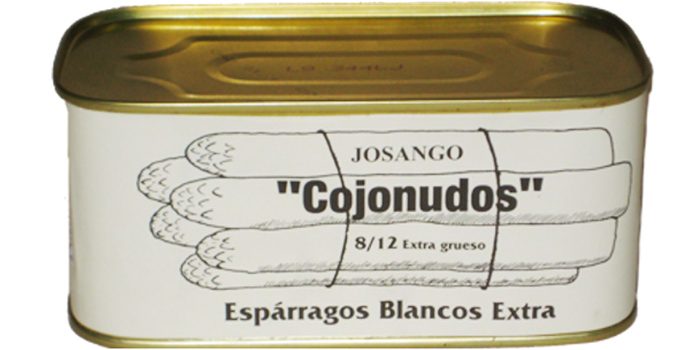 JOSANGO
"Cojonudos"
8/12 Extra grueso
Espárragos Blancos Extra